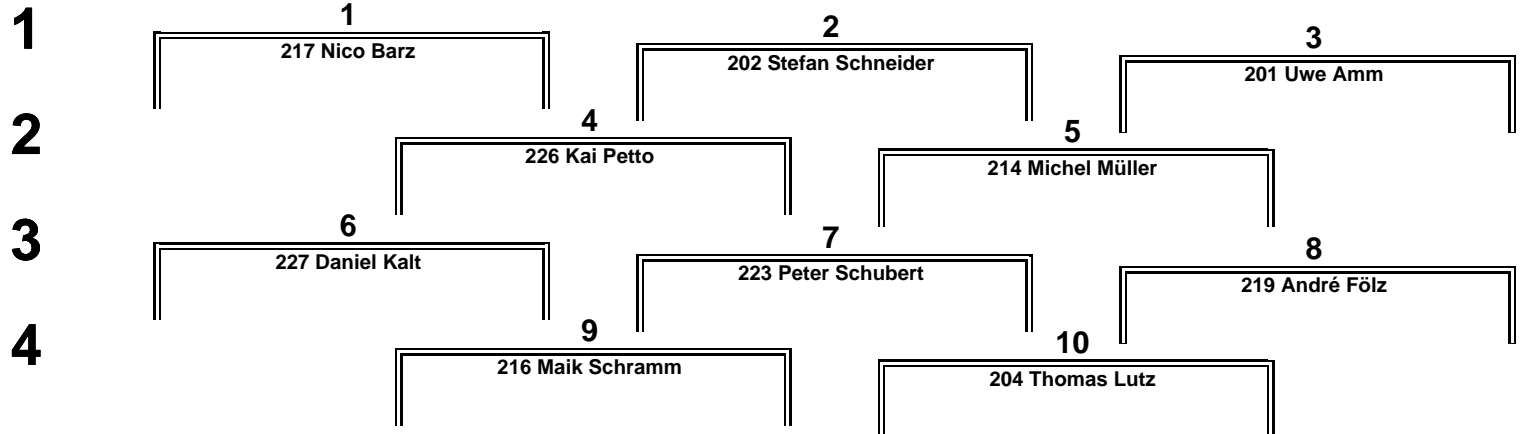 1
1
217 Nico Barz
2
202 Stefan Schneider
3
201 Uwe Amm
2
4
226 Kai Petto
5
214 Michel Müller
3
6
227 Daniel Kalt
7
223 Peter Schubert
8
219 André Fölz
4
9
216 Maik Schramm
10
204 Thomas Lutz